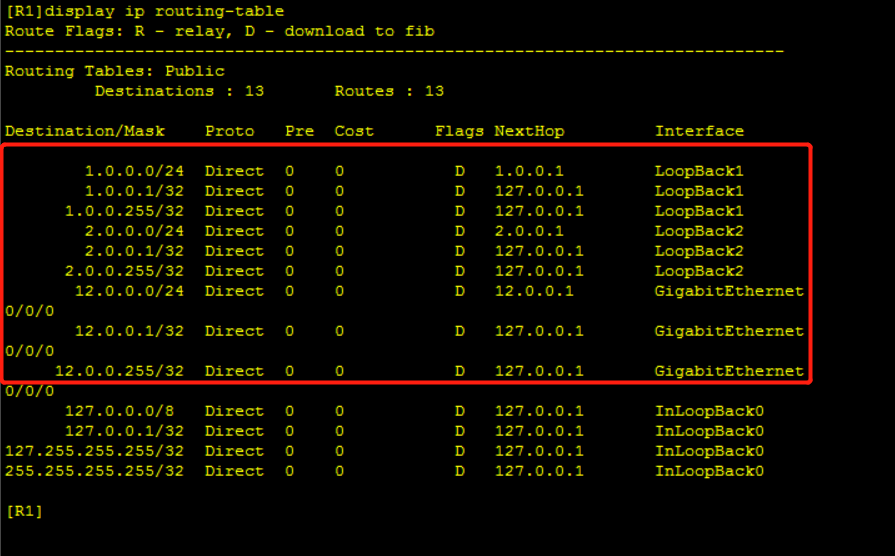 [R1]display ip routing-table
Route Flags: R - relay, D - download to fib
------------------------------------------------------------------------------
Routing Tables: Public
         Destinations : 13       Routes : 13

Destination/Mask    Proto   Pre  Cost      Flags NextHop         Interface

        1.0.0.0/24  Direct  0    0           D   1.0.0.1         LoopBack1
        1.0.0.1/32  Direct  0    0           D   127.0.0.1       LoopBack1
      1.0.0.255/32  Direct  0    0           D   127.0.0.1       LoopBack1
        2.0.0.0/24  Direct  0    0           D   2.0.0.1         LoopBack2
        2.0.0.1/32  Direct  0    0           D   127.0.0.1       LoopBack2
      2.0.0.255/32  Direct  0    0           D   127.0.0.1       LoopBack2
       12.0.0.0/24  Direct  0    0           D   12.0.0.1        GigabitEthernet
0/0/0
       12.0.0.1/32  Direct  0    0           D   127.0.0.1       GigabitEthernet
0/0/0
     12.0.0.255/32  Direct  0    0           D   127.0.0.1       GigabitEthernet
0/0/0
      127.0.0.0/8   Direct  0    0           D   127.0.0.1       InLoopBack0
      127.0.0.1/32  Direct  0    0           D   127.0.0.1       InLoopBack0
127.255.255.255/32  Direct  0    0           D   127.0.0.1       InLoopBack0
255.255.255.255/32  Direct  0    0           D   127.0.0.1       InLoopBack0

[R1]